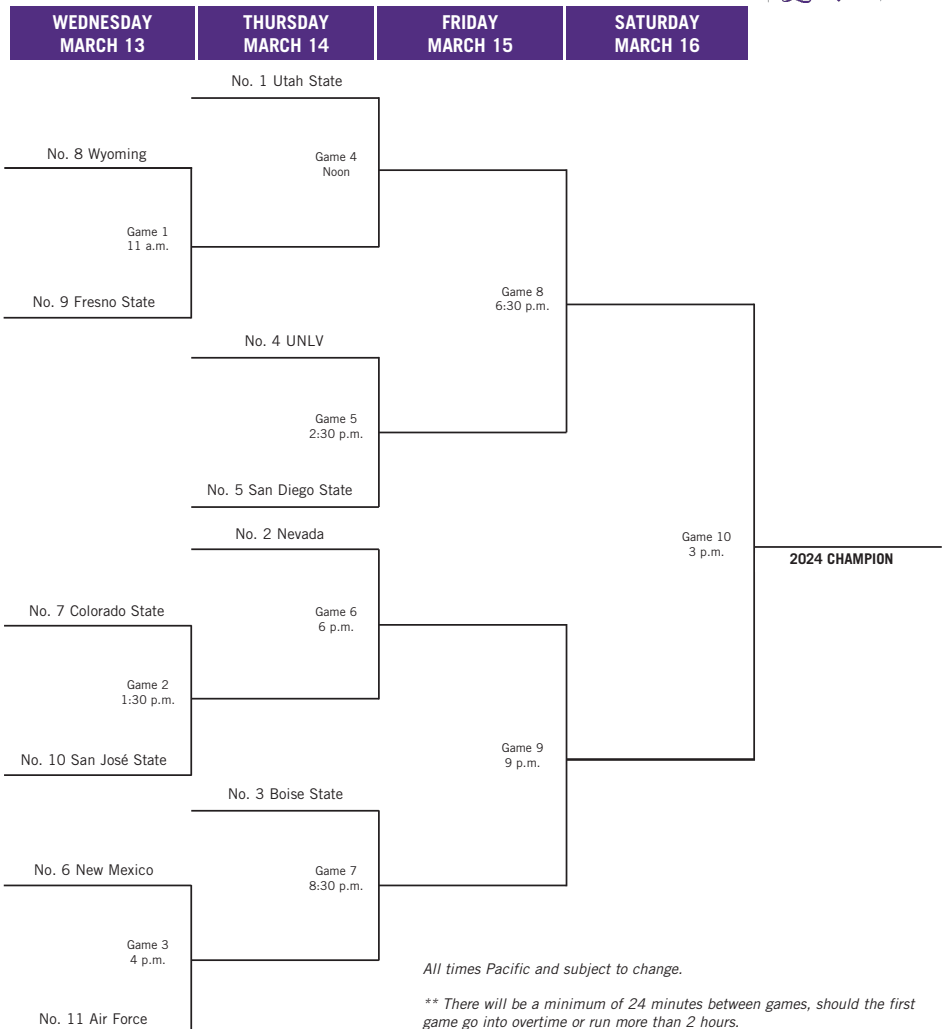 WEDNESDAY
MARCH 13
THURSDAY
MARCH 14
FRIDAY
MARCH 15
SATURDAY
MARCH 16
No. 1 Utah State
No. 8 Wyoming
Game 4
Noon
Game 1
11 a.m.
No. 9 Fresno State
Game 8
6:30 p.m.
No. 4 UNLV
Game 5
2:30 p.m.
No. 5 San Diego State
No. 2 Nevada
Game 10
3 p.m.
2024 CHAMPION
No. 7 Colorado State
Game 6
6 p.m.
Game 2
1:30 p.m.
No. 10 San José State
Game 9
9 p.m.
No. 3 Boise State
No. 6 New Mexico
Game 7
8:30 p.m.
Game 3
4 p.m.
No. 11 Air Force
All times Pacific and subject to change.
** There will be a minimum of 24 minutes between games, should the first
game go into overtime or run more than 2 hours.